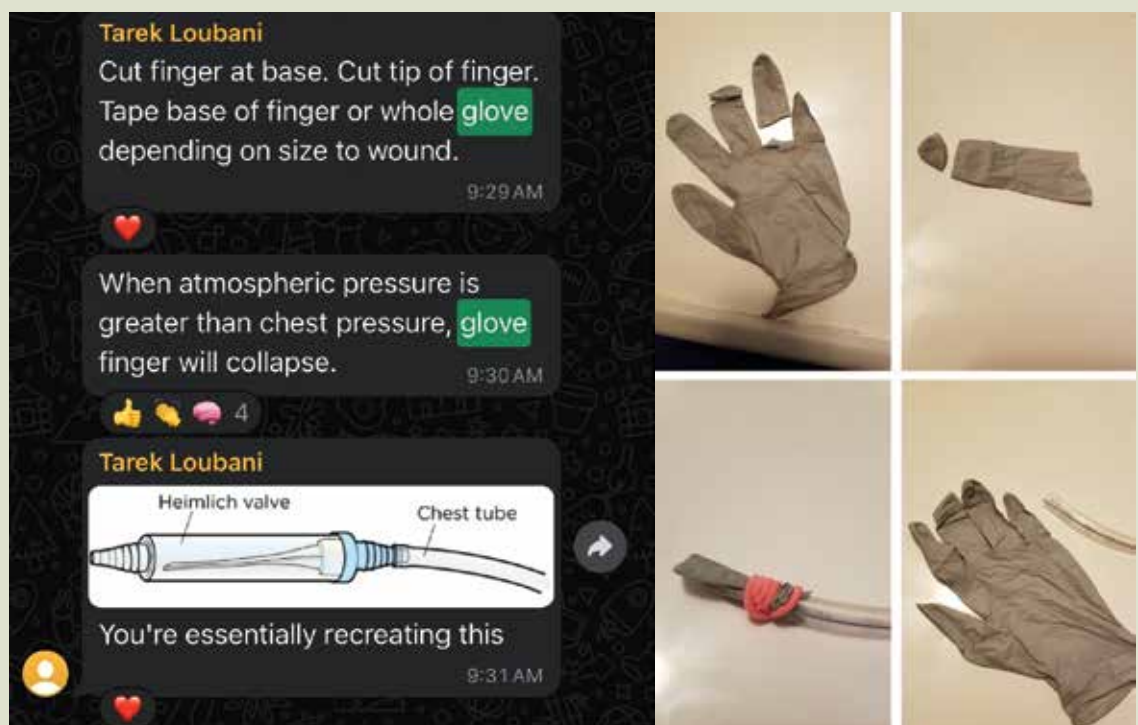 Tarek Loubani
Cut finger at base. Cut tip of finger.
Tape base of finger or whole glove
depending on size to wound.
9:29 AM
When atmospheric pressure is
greater than chest pressure, glove
finger will collapse.
9:30 AM
4
Tarek Loubani
Heimlich valve
Chest tube
You're essentially recreating this
9:31 AM